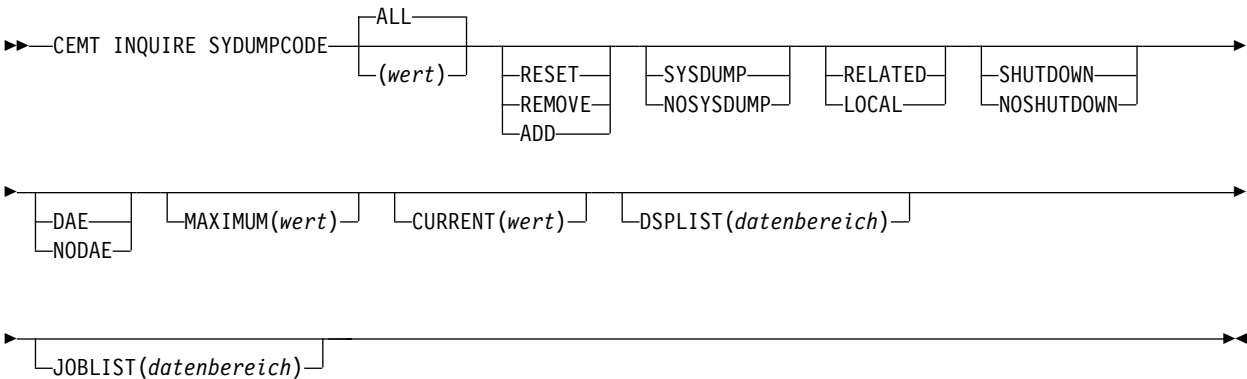 ALL
CEMT INQUIRE SYDUMPCODE
(wert)
RESET
SYSDUMP
RELATED
SHUTDOWN
REMOVE
NOSYSDUMP
LOCAL
NOSHUTDOWN
ADD
DAE
MAXIMUM(wert)
CURRENT(wert)
DSPLIST(datenbereich)
NODAE
JOBLIST(datenbereich)